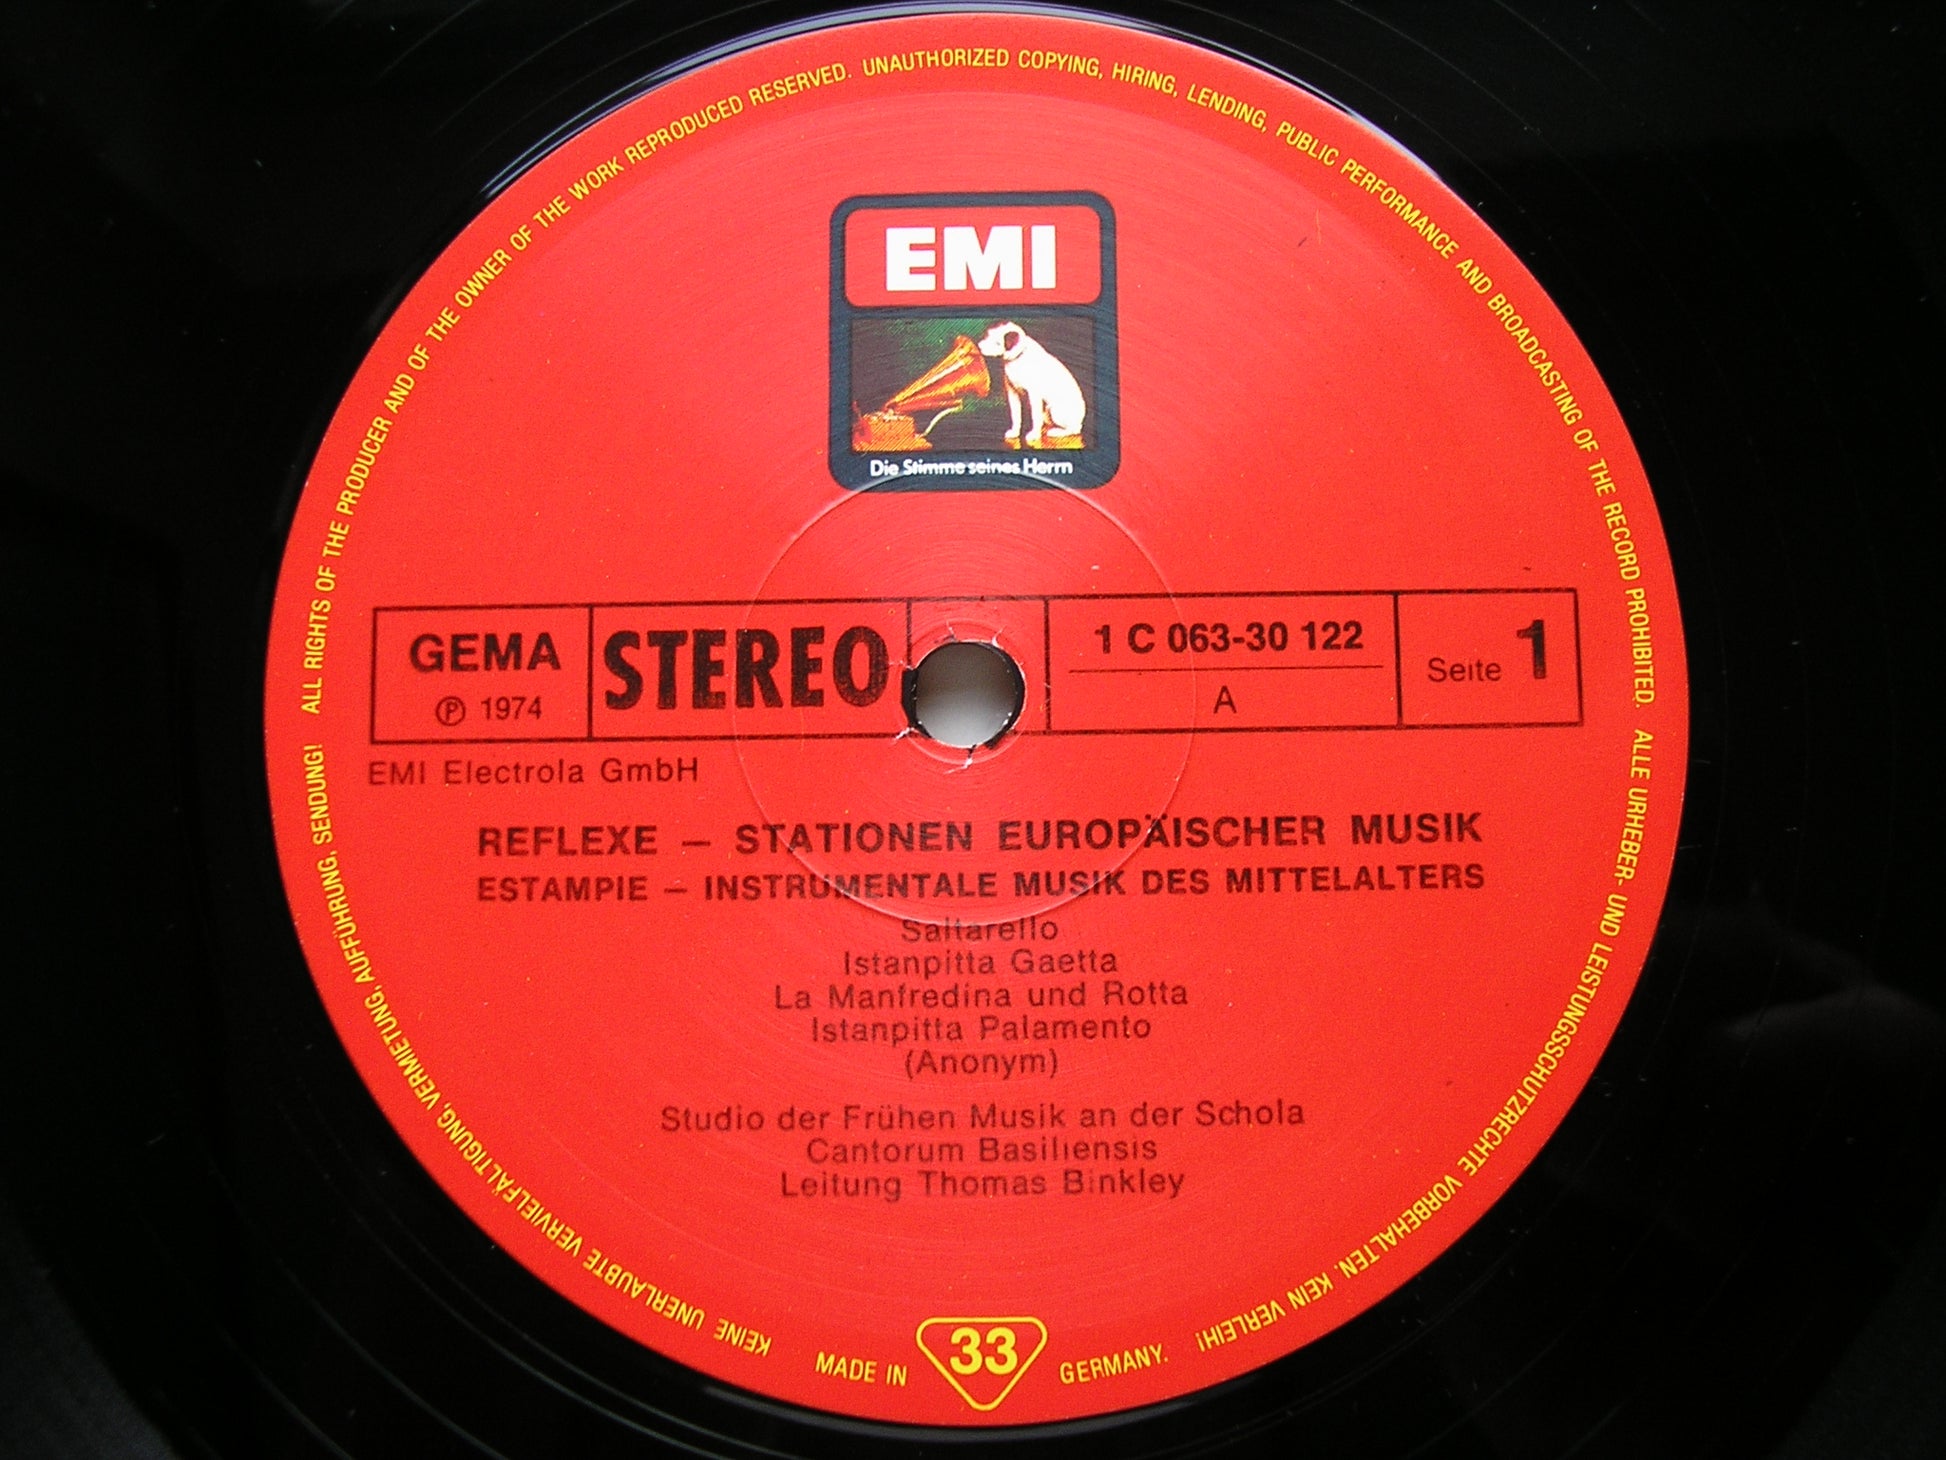 ALL RIGHTS OF THE PRODUCER AND OF THE OWNER OF THE WORK REPRODUCED RESERVED. UNAUTHORIZED COPYING, HIRING, LENDING, PUBLIC PERFORMANCE AND BROADCASTING OF THE RECORD PROHIBITED.
EMI
Die Stimme seines Herrn
GEMA
℗ 1974
STEREO
1 C 063-30 122
A
Seite 1
EMI Electrola GmbH
REFLEXE – STATIONEN EUROPÄISCHER MUSIK
ESTAMPIE – INSTRUMENTALE MUSIK DES MITTELALTERS
Saltarello
Istanpitta Gaetta
La Manfredina und Rotta
Istanpitta Palamento
(Anonym)
Studio der Frühen Musik an der Schola
Cantorum Basiliensis
Leitung Thomas Binkley
ALLE URHEBER- UND LEISTUNGSSCHUTZRECHTE VORBEHALTEN. KEIN VERLEIH!
KEINE UNERLAUBTE VERVIELFÄLTIGUNG, VERMIETUNG, AUFFÜHRUNG, SENDUNG!
MADE IN 33 GERMANY.